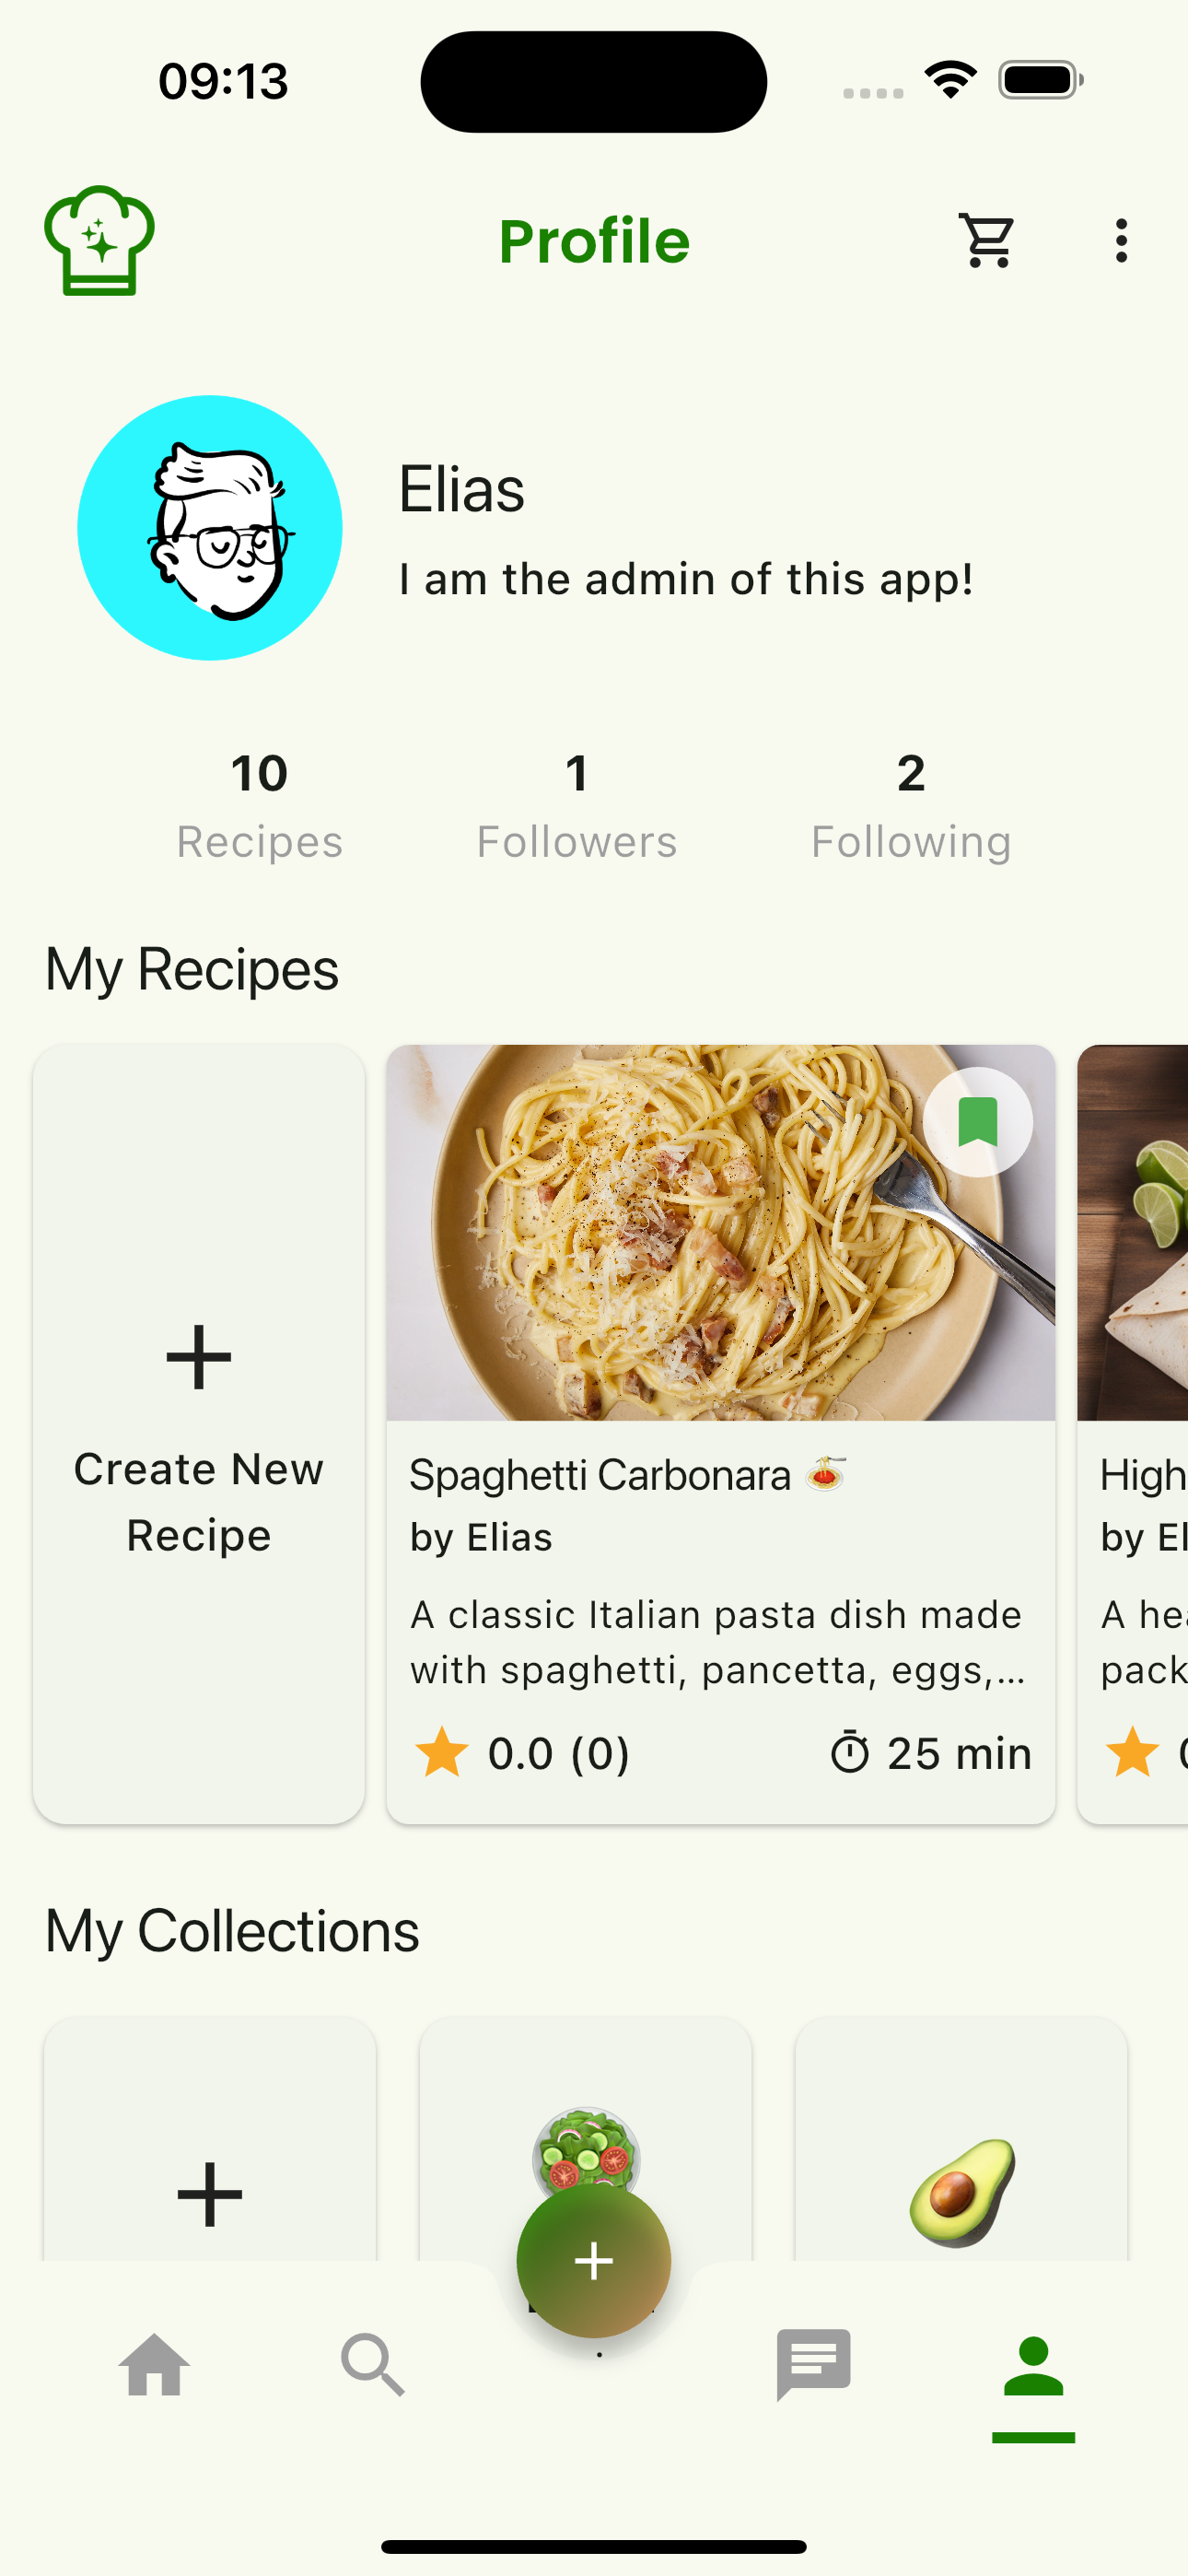 09:13
Profile
Elias
I am the admin of this app!
10
Recipes
1
Followers
2
Following
My Recipes
Create New
Recipe
Spaghetti Carbonara 🍝
by Elias
A classic Italian pasta dish made
with spaghetti, pancetta, eggs,...
0.0 (0)
25 min
High
by El
A hea
pack
My Collections